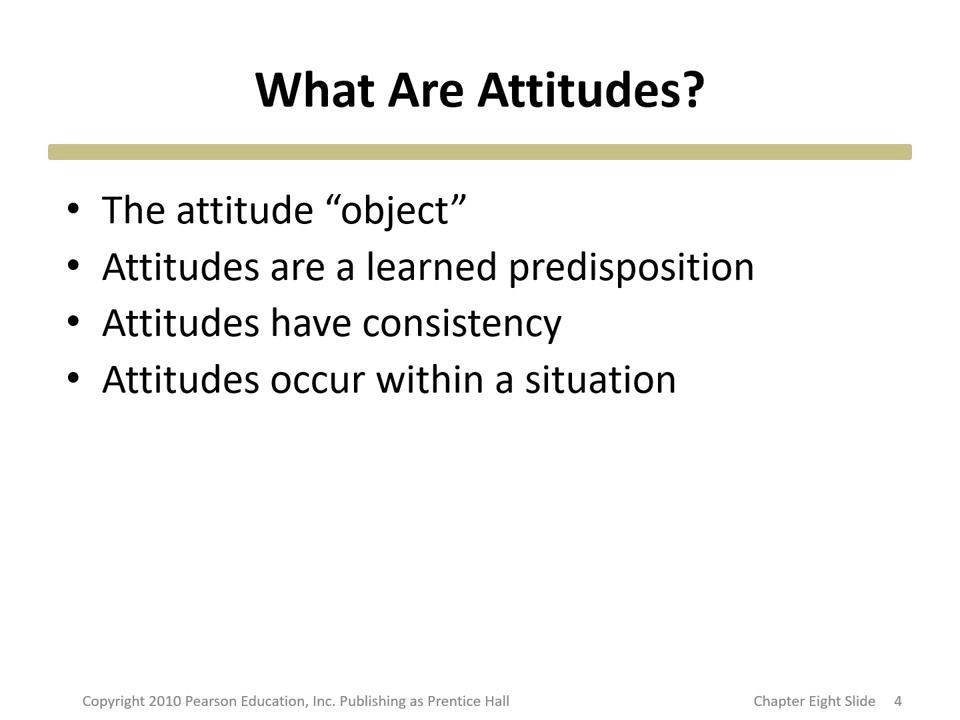 What Are Attitudes?
• The attitude “object”
• Attitudes are a learned predisposition
• Attitudes have consistency
• Attitudes occur within a situation
Copyright 2010 Pearson Education, Inc. Publishing as Prentice Hall
Chapter Eight Slide 4